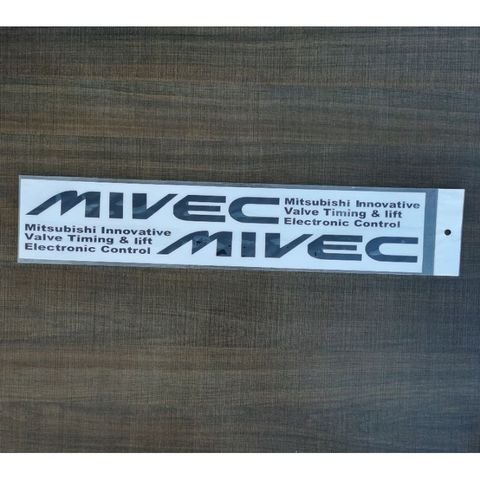 MIVEC
Mitsubishi Innovative
Valve Timing & lift
Electronic Control
Mitsubishi Innovative
Valve Timing & lift
Electronic Control
MIVEC